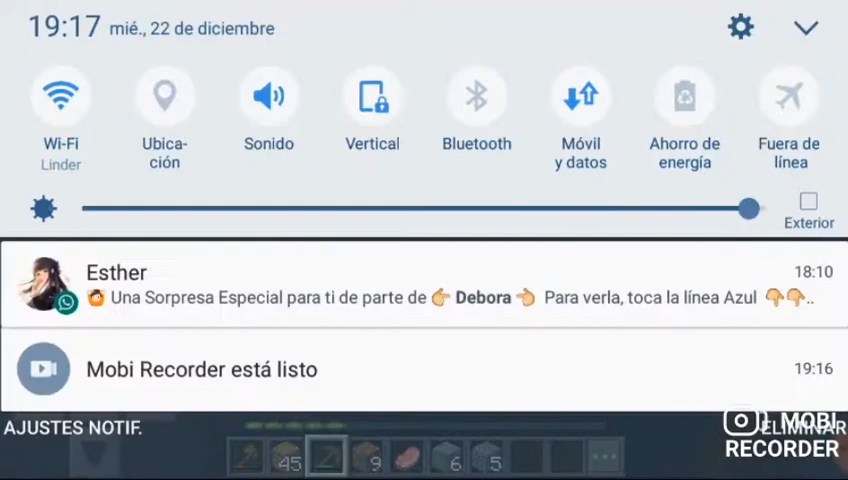 19:17 mié., 22 de diciembre
Wi-Fi
Linder
Ubica-
ción
Sonido
Vertical
Bluetooth
Móvil
y datos
Ahorro de
energía
Fuera de
línea
Exterior
Esther 18:10
🙆 Una Sorpresa Especial para ti de parte de 👉 Debora 👈 Para verla, toca la línea Azul 👇👇..
Mobi Recorder está listo 19:16
AJUSTES NOTIF. ELIMINAR
MOBI
RECORDER
45 9 6 5